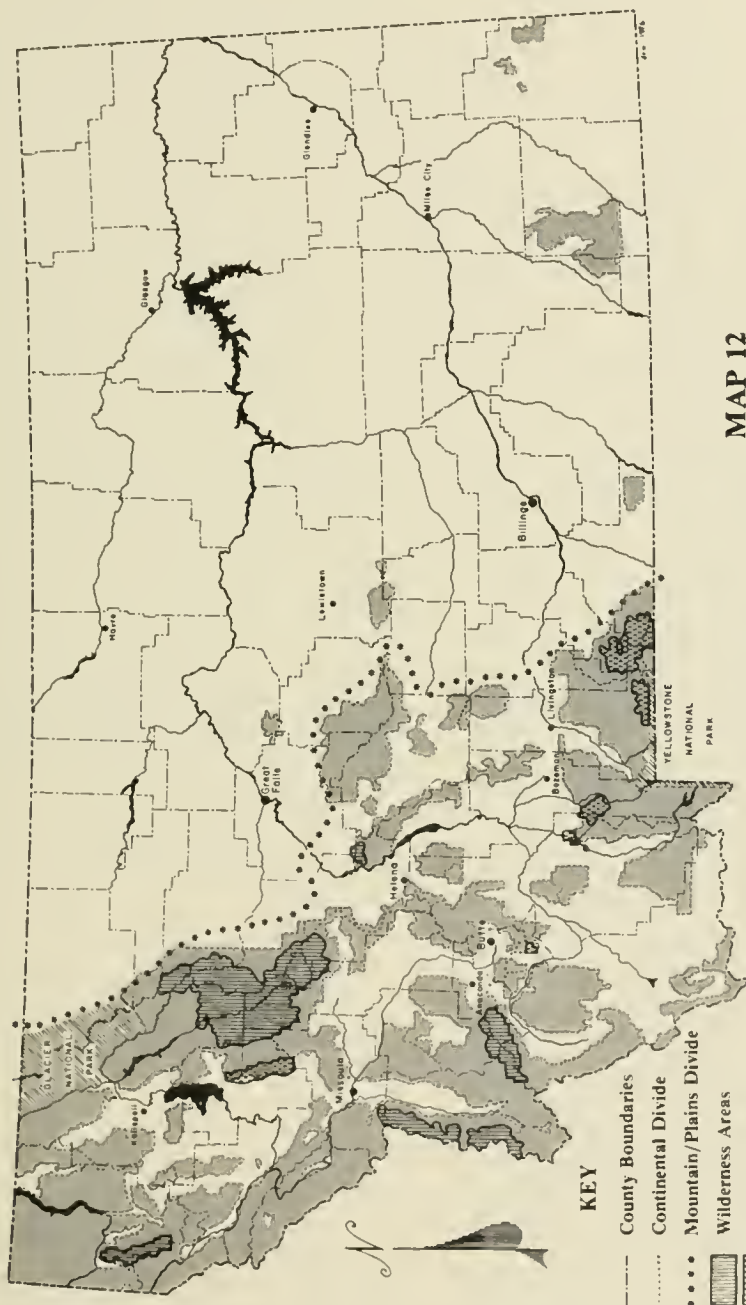 GLACIER
NATIONAL
PARK
Kalispell
Havre
Glasgow
Great
Falls
Lewistown
Glendive
Missoula
Helena
Miles City
Anaconda
Butte
Bozeman
Livingston
Billings
YELLOWSTONE
NATIONAL
PARK
N
KEY
County Boundaries
Continental Divide
Mountain/Plains Divide
Wilderness Areas
MAP 12